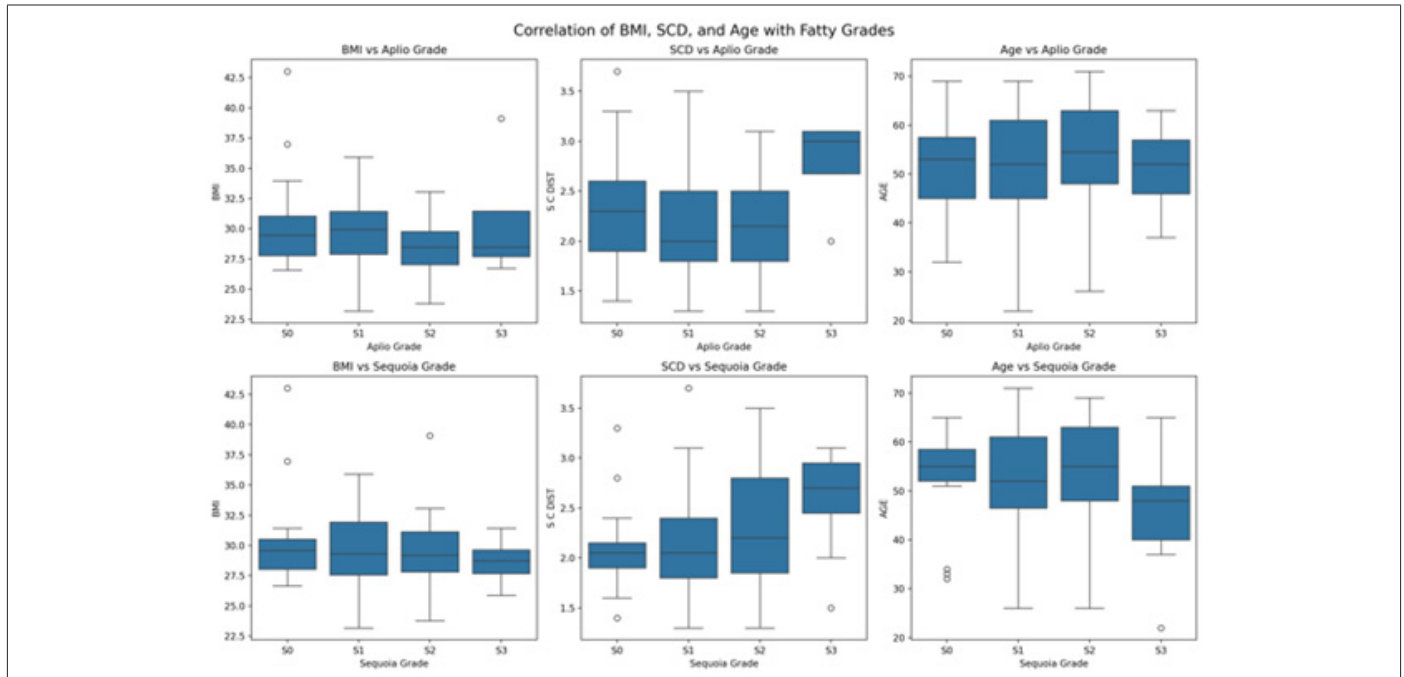 Correlation of BMI, SCD, and Age with Fatty Grades
BMI vs Aplio Grade
42.5
40.0
37.5
35.0
32.5
30.0
27.5
25.0
22.5
BMI
S0 S1 S2 S3
Aplio Grade
SCD vs Aplio Grade
3.5
3.0
2.5
2.0
1.5
S C DIST
S0 S1 S2 S3
Aplio Grade
Age vs Aplio Grade
70
60
50
40
30
20
AGE
S0 S1 S2 S3
Aplio Grade
BMI vs Sequoia Grade
42.5
40.0
37.5
35.0
32.5
30.0
27.5
25.0
22.5
BMI
S0 S1 S2 S3
Sequoia Grade
SCD vs Sequoia Grade
3.5
3.0
2.5
2.0
1.5
S C DIST
S0 S1 S2 S3
Sequoia Grade
Age vs Sequoia Grade
70
60
50
40
30
20
AGE
S0 S1 S2 S3
Sequoia Grade